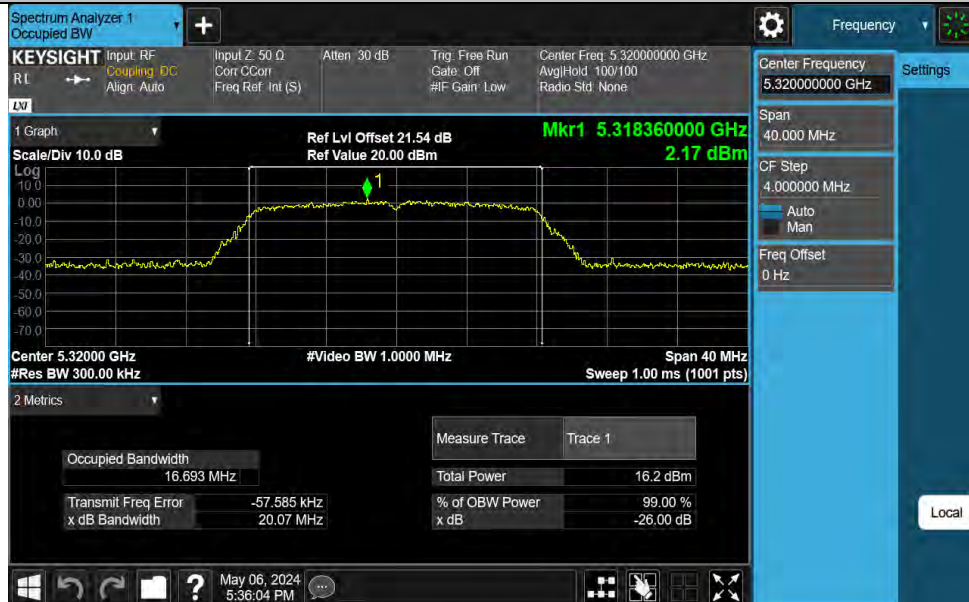 Spectrum Analyzer 1
Occupied BW
+
Frequency
KEYSIGHT
Input: RF
Coupling: DC
Align: Auto
Input Z: 50 Ω
Corr CCorr
Freq Ref: Int (S)
Atten: 30 dB
Trig: Free Run
Gate: Off
#IF Gain: Low
Center Freq: 5.320000000 GHz
Avg|Hold: 100/100
Radio Std: None
LXI
Center Frequency
5.320000000 GHz
Settings
Span
40.000 MHz
CF Step
4.000000 MHz
Auto
Man
Freq Offset
0 Hz
1 Graph
Scale/Div 10.0 dB
Ref Lvl Offset 21.54 dB
Ref Value 20.00 dBm
Mkr1 5.318360000 GHz
2.17 dBm
Log
10.0
0.00
-10.0
-20.0
-30.0
-40.0
-50.0
-60.0
-70.0
1
Center 5.32000 GHz
#Res BW 300.00 kHz
#Video BW 1.0000 MHz
Span 40 MHz
Sweep 1.00 ms (1001 pts)
2 Metrics
Measure Trace Trace 1
Occupied Bandwidth
16.693 MHz
Total Power 16.2 dBm
Transmit Freq Error -57.585 kHz
% of OBW Power 99.00 %
x dB Bandwidth 20.07 MHz
x dB -26.00 dB
Local
?
May 06, 2024
5:36:04 PM